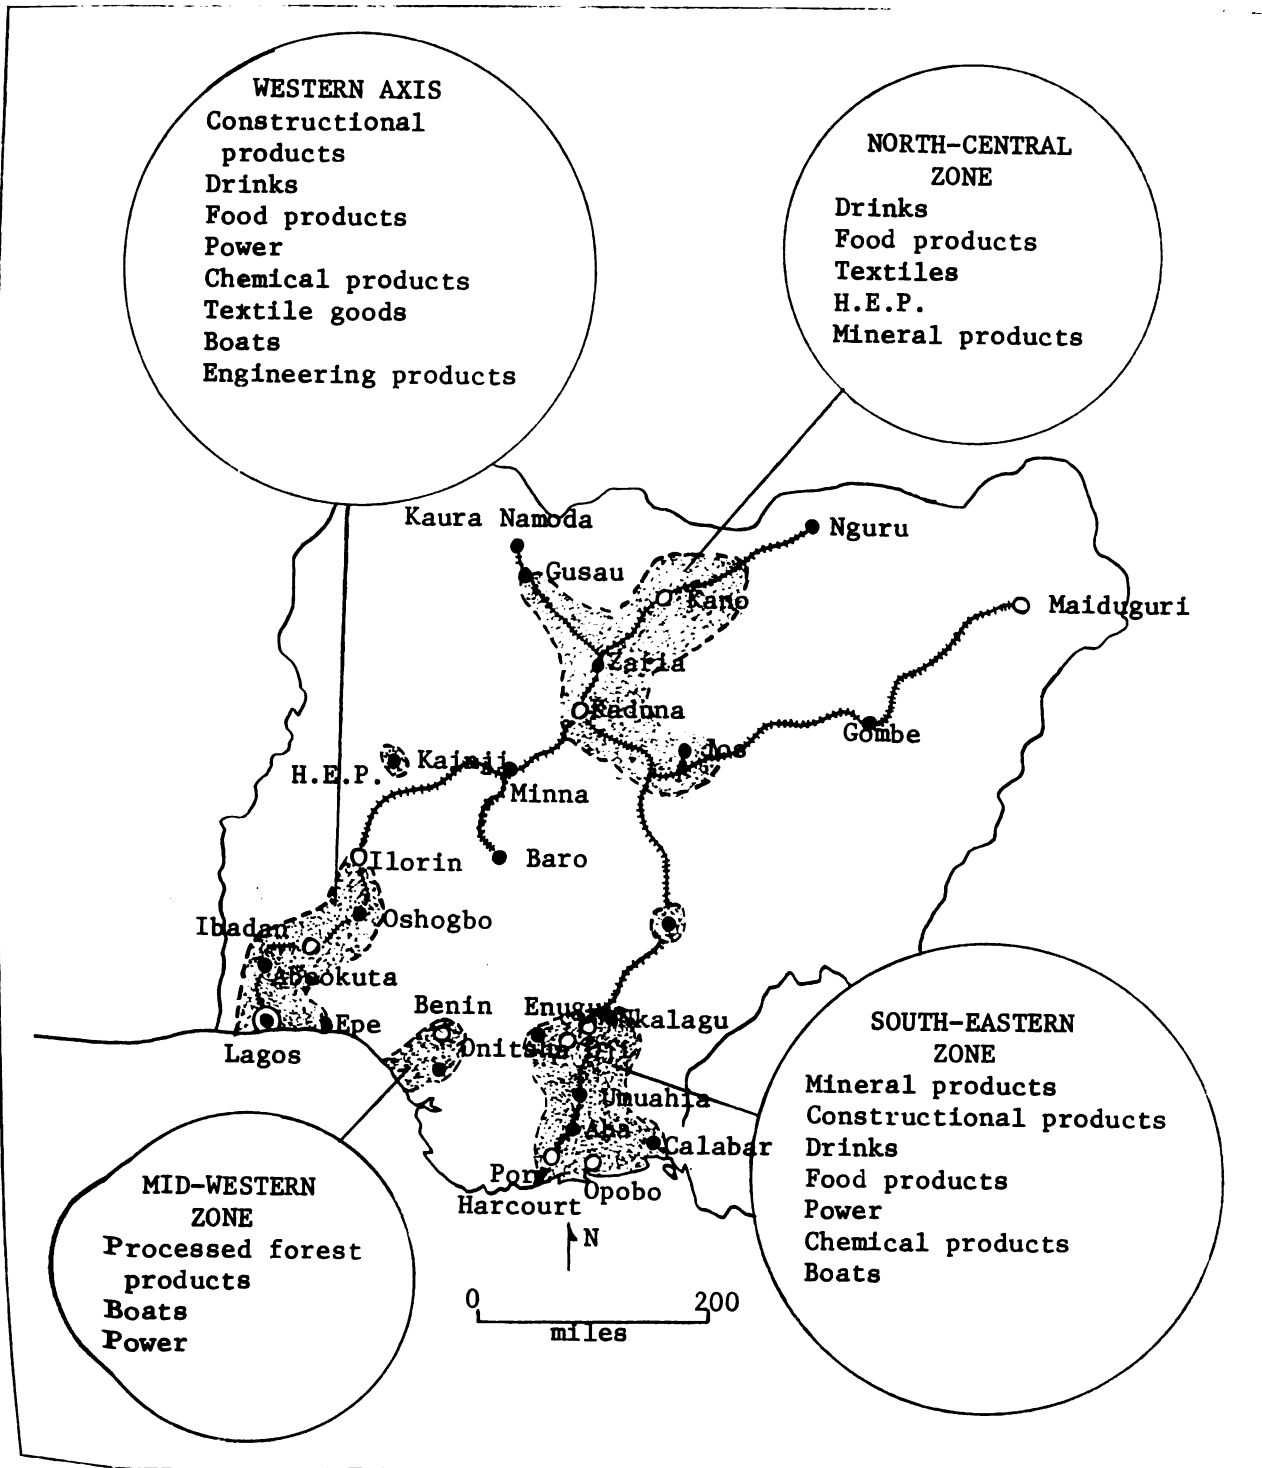 WESTERN AXIS
Constructional
products
Drinks
Food products
Power
Chemical products
Textile goods
Boats
Engineering products
NORTH-CENTRAL
ZONE
Drinks
Food products
Textiles
H.E.P.
Mineral products
Kaura Namoda
Nguru
Gusau
Kano
Maiduguri
Zaria
Kaduna
Gombe
Jos
Kainji
H.E.P.
Minna
Baro
Ilorin
Oshogbo
Ibadan
Abeokuta
Epe
Lagos
Benin
Enugu
Nkalagu
Onitsha
Umuahia
Aba
Calabar
Port
Harcourt
Opobo
N
0 200
miles
MID-WESTERN
ZONE
Processed forest
products
Boats
Power
SOUTH-EASTERN
ZONE
Mineral products
Constructional products
Drinks
Food products
Power
Chemical products
Boats